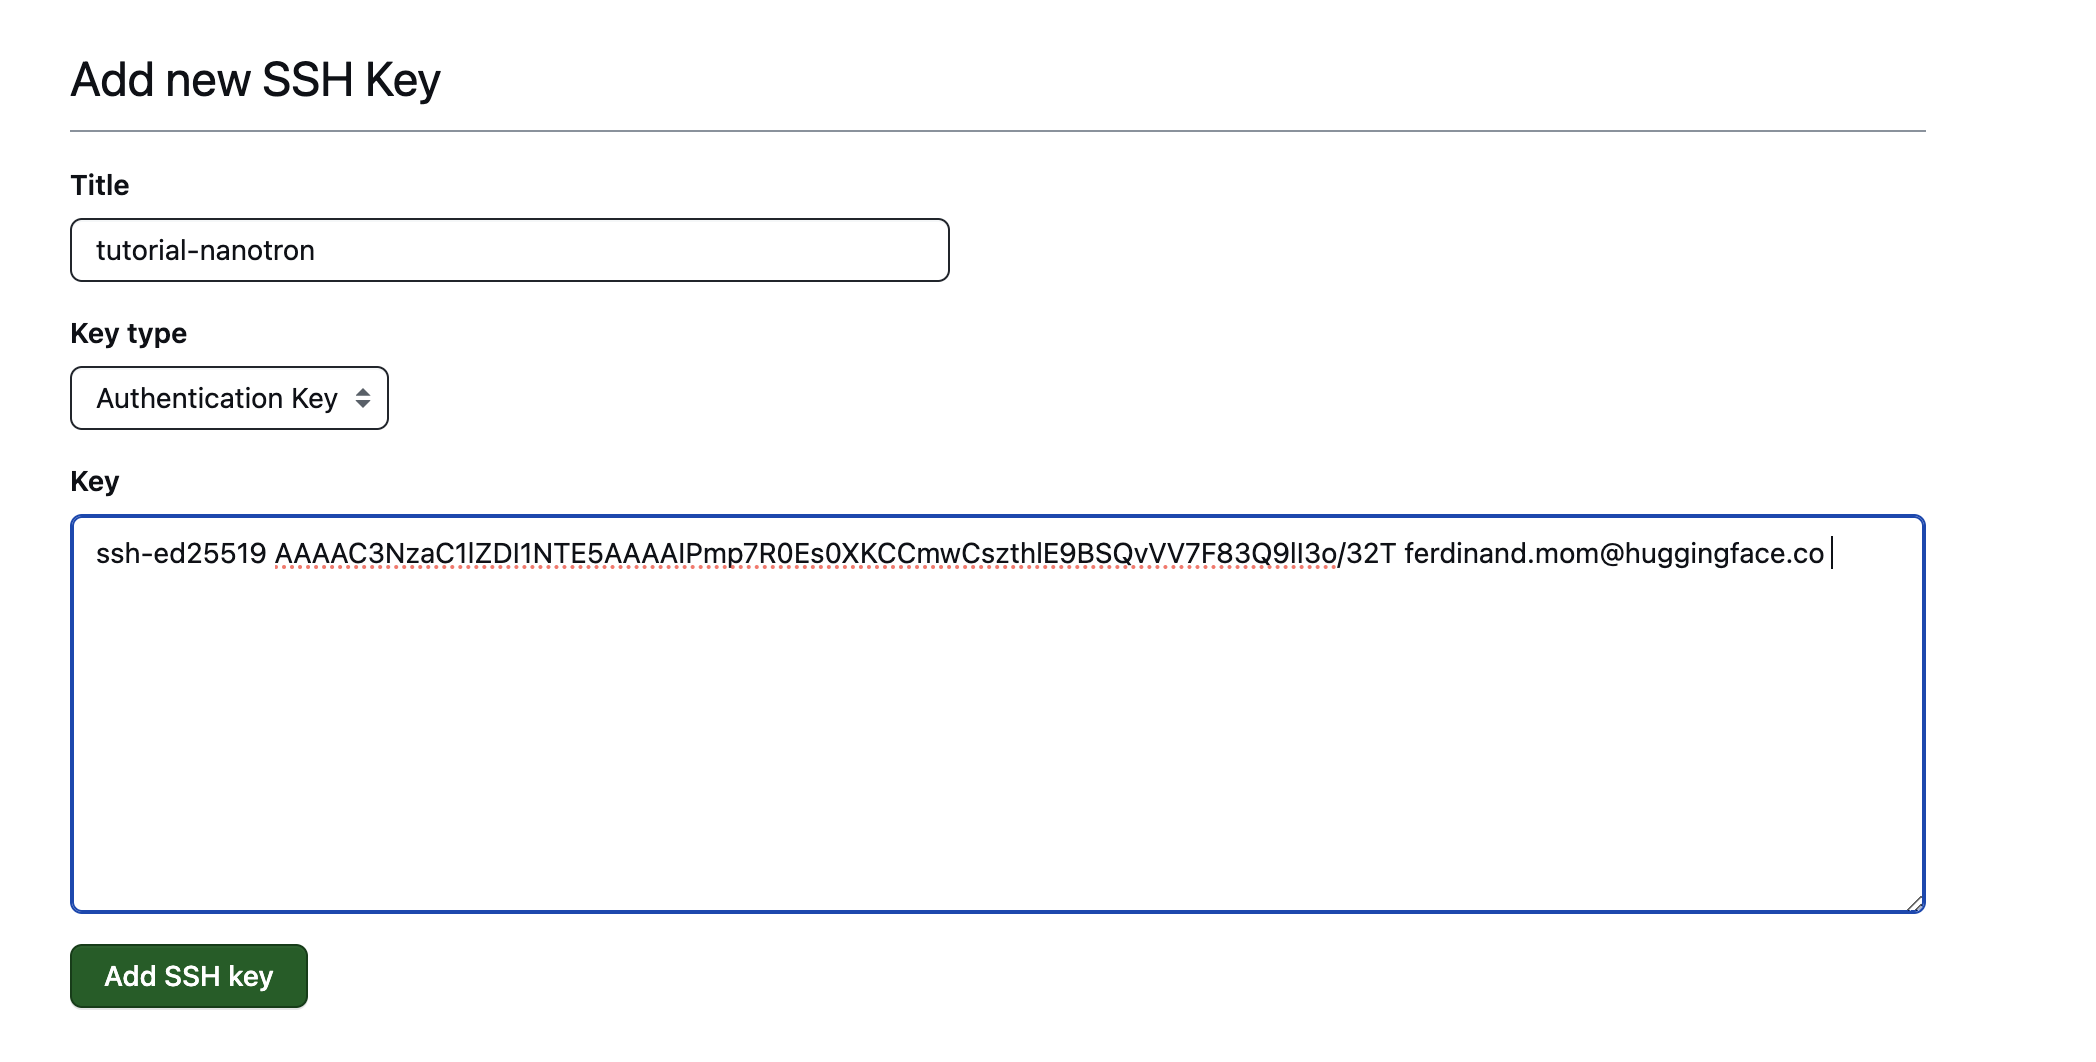 Add new SSH Key
Title
tutorial-nanotron
Key type
Authentication Key
Key
ssh-ed25519 AAAAC3NzaC1lZDI1NTE5AAAAIPmp7R0Es0XKCCmwCszthlE9BSQvVV7F83Q9lI3o/32T ferdinand.mom@huggingface.co
Add SSH key